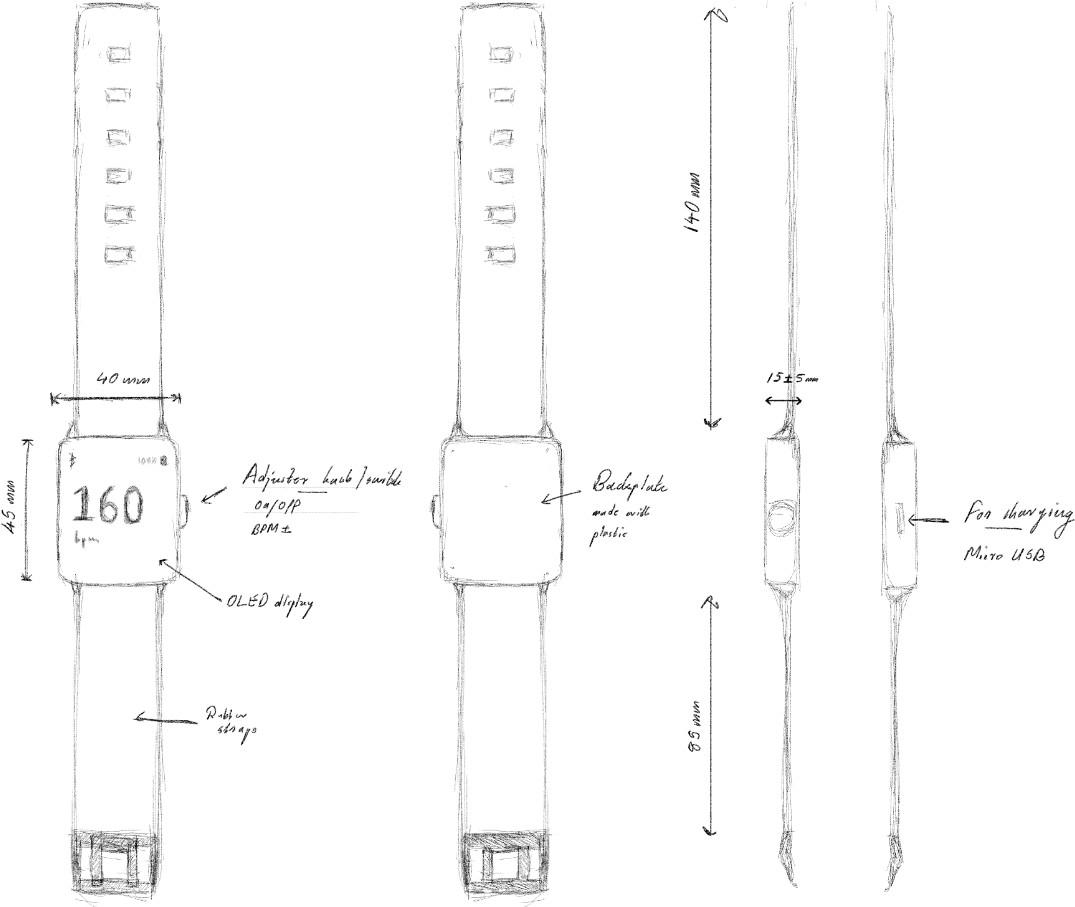 140 mm
40 mm
15±5 mm
100%
160
bpm
45 mm
Adjustor knob / switch
On/Off
BPM ±
Backplate
made with
plastic
For charging
Micro USB
OLED display
Rubber
straps
85 mm